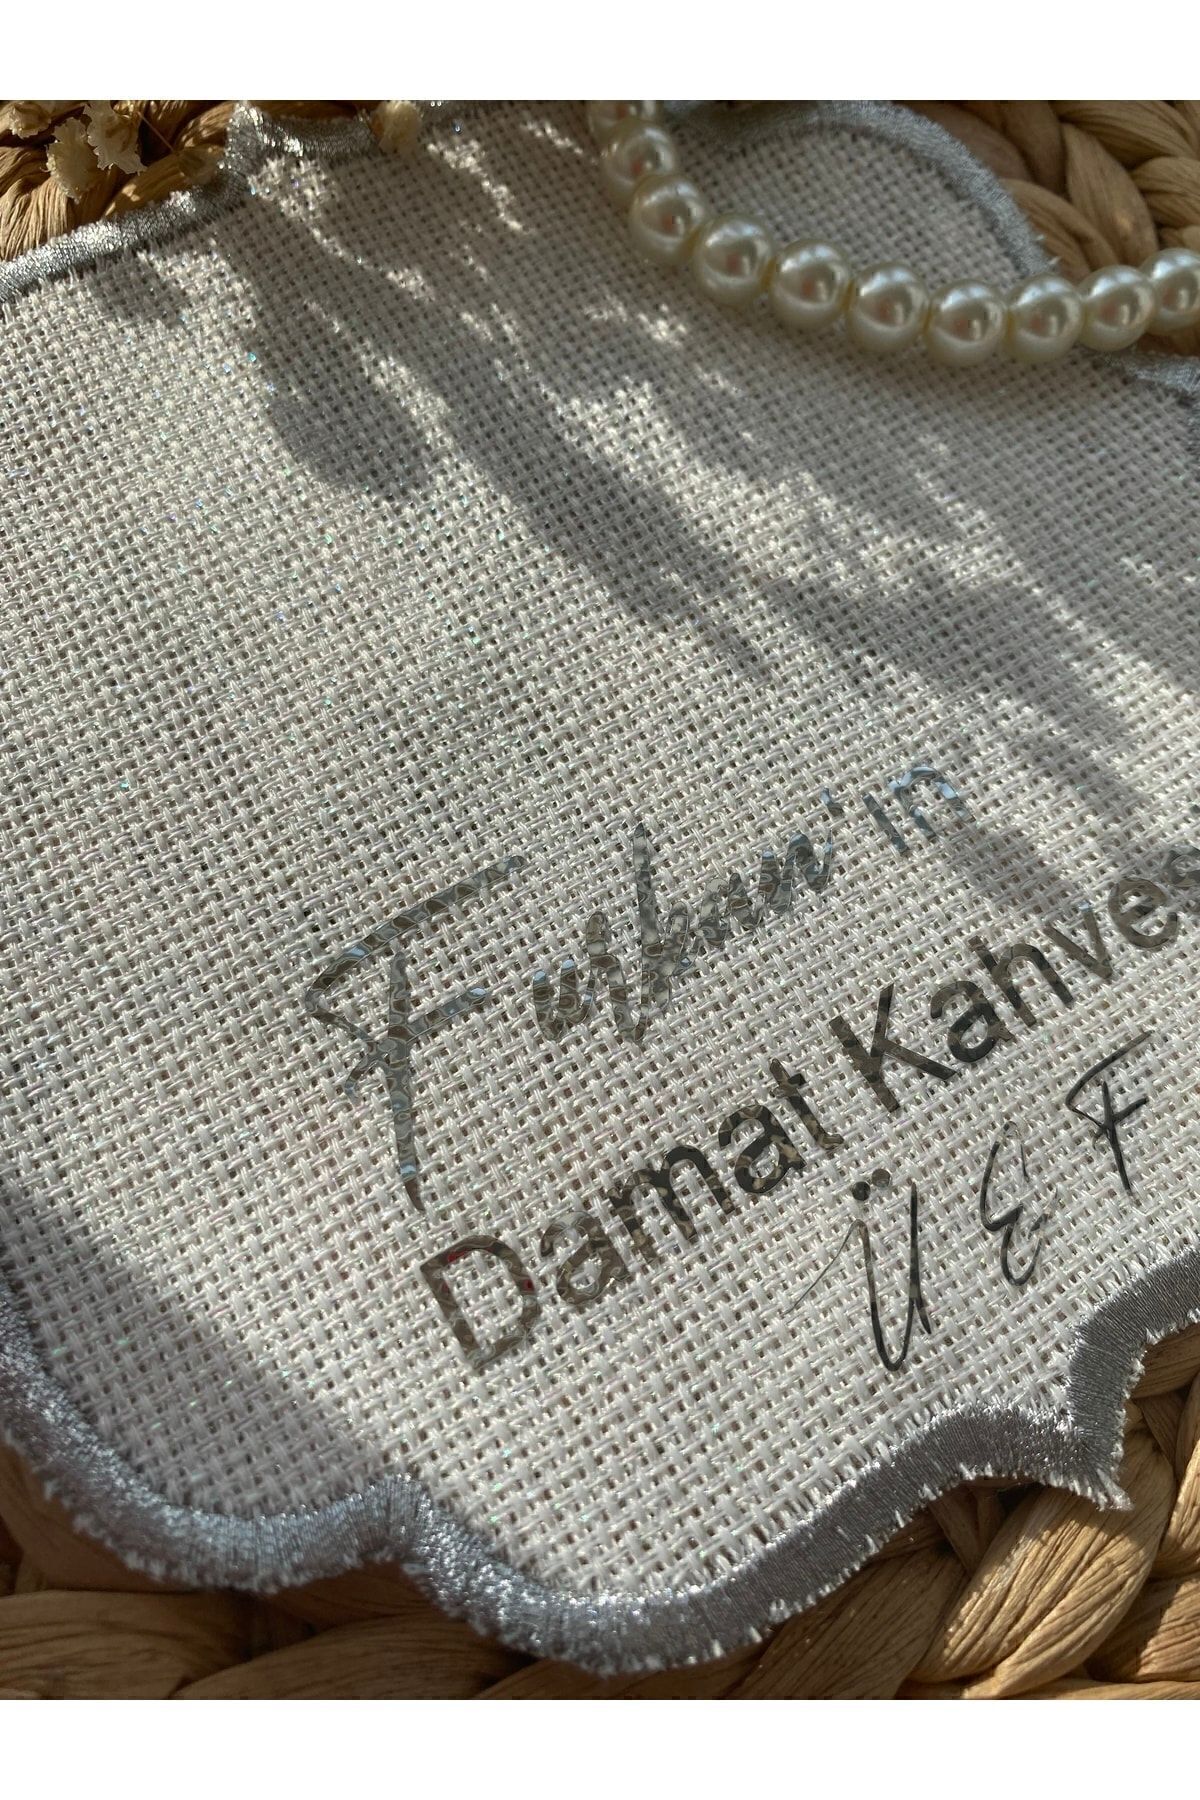 Furkan'ın
Damat Kahves
Ü & F